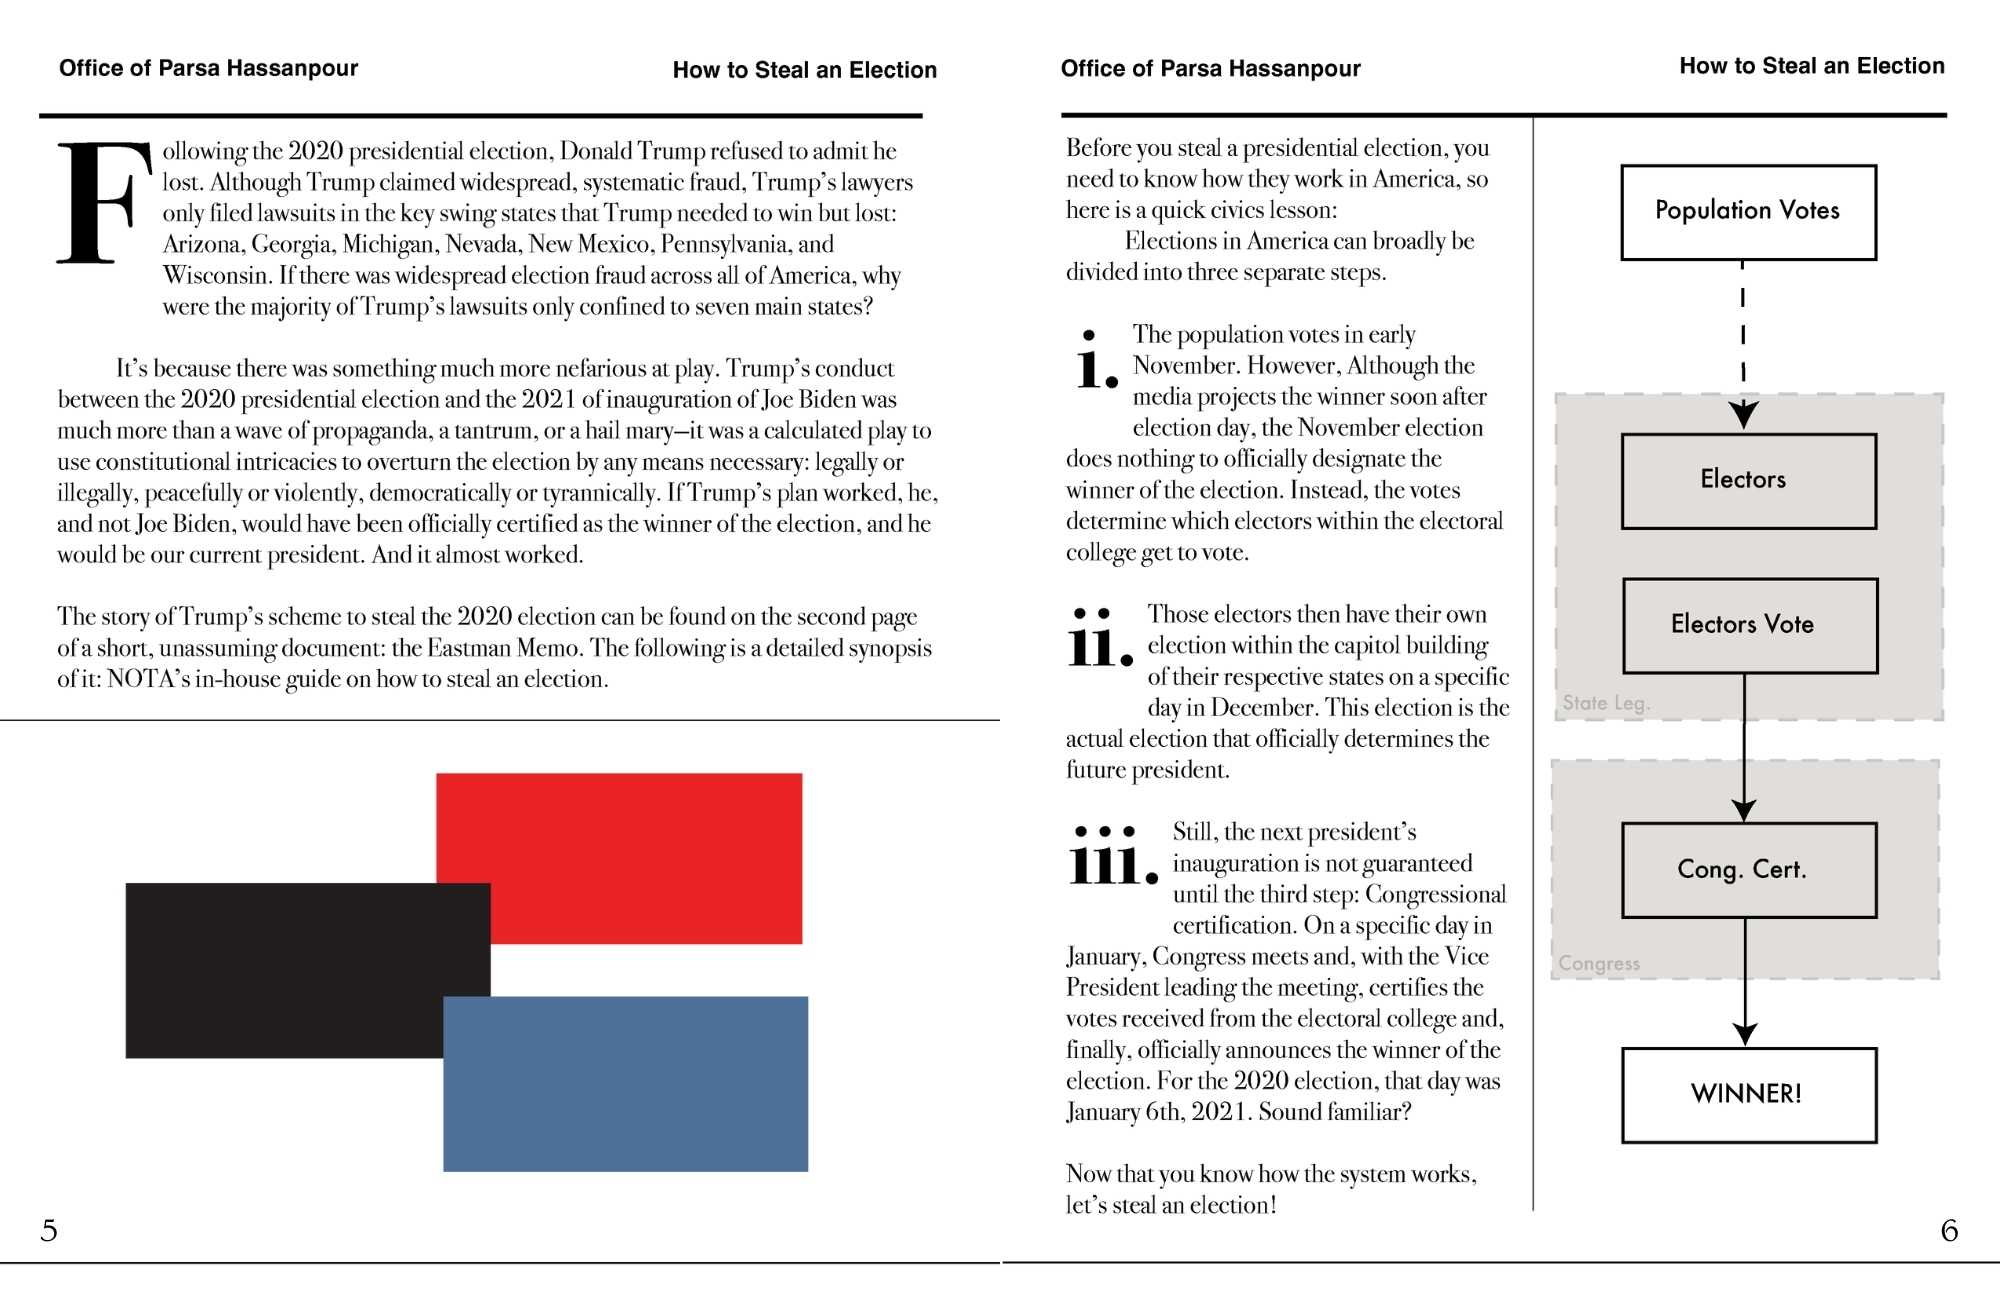 Office of Parsa Hassanpour
How to Steal an Election
Following the 2020 presidential election, Donald Trump refused to admit he
lost. Although Trump claimed widespread, systematic fraud, Trump’s lawyers
only filed lawsuits in the key swing states that Trump needed to win but lost:
Arizona, Georgia, Michigan, Nevada, New Mexico, Pennsylvania, and
Wisconsin. If there was widespread election fraud across all of America, why
were the majority of Trump’s lawsuits only confined to seven main states?
It’s because there was something much more nefarious at play. Trump’s conduct
between the 2020 presidential election and the 2021 of inauguration of Joe Biden was
much more than a wave of propaganda, a tantrum, or a hail mary—it was a calculated play to
use constitutional intricacies to overturn the election by any means necessary: legally or
illegally, peacefully or violently, democratically or tyrannically. If Trump’s plan worked, he,
and not Joe Biden, would have been officially certified as the winner of the election, and he
would be our current president. And it almost worked.
The story of Trump’s scheme to steal the 2020 election can be found on the second page
of a short, unassuming document: the Eastman Memo. The following is a detailed synopsis
of it: NOTA’s in-house guide on how to steal an election.
5
Office of Parsa Hassanpour
How to Steal an Election
Before you steal a presidential election, you
need to know how they work in America, so
here is a quick civics lesson:
Elections in America can broadly be
divided into three separate steps.
i. The population votes in early
November. However, Although the
media projects the winner soon after
election day, the November election
does nothing to officially designate the
winner of the election. Instead, the votes
determine which electors within the electoral
college get to vote.
ii. Those electors then have their own
election within the capitol building
of their respective states on a specific
day in December. This election is the
actual election that officially determines the
future president.
iii. Still, the next president’s
inauguration is not guaranteed
until the third step: Congressional
certification. On a specific day in
January, Congress meets and, with the Vice
President leading the meeting, certifies the
votes received from the electoral college and,
finally, officially announces the winner of the
election. For the 2020 election, that day was
January 6th, 2021. Sound familiar?
Now that you know how the system works,
let’s steal an election!
Population Votes
Electors
Electors Vote
State Leg.
Cong. Cert.
Congress
WINNER!
6